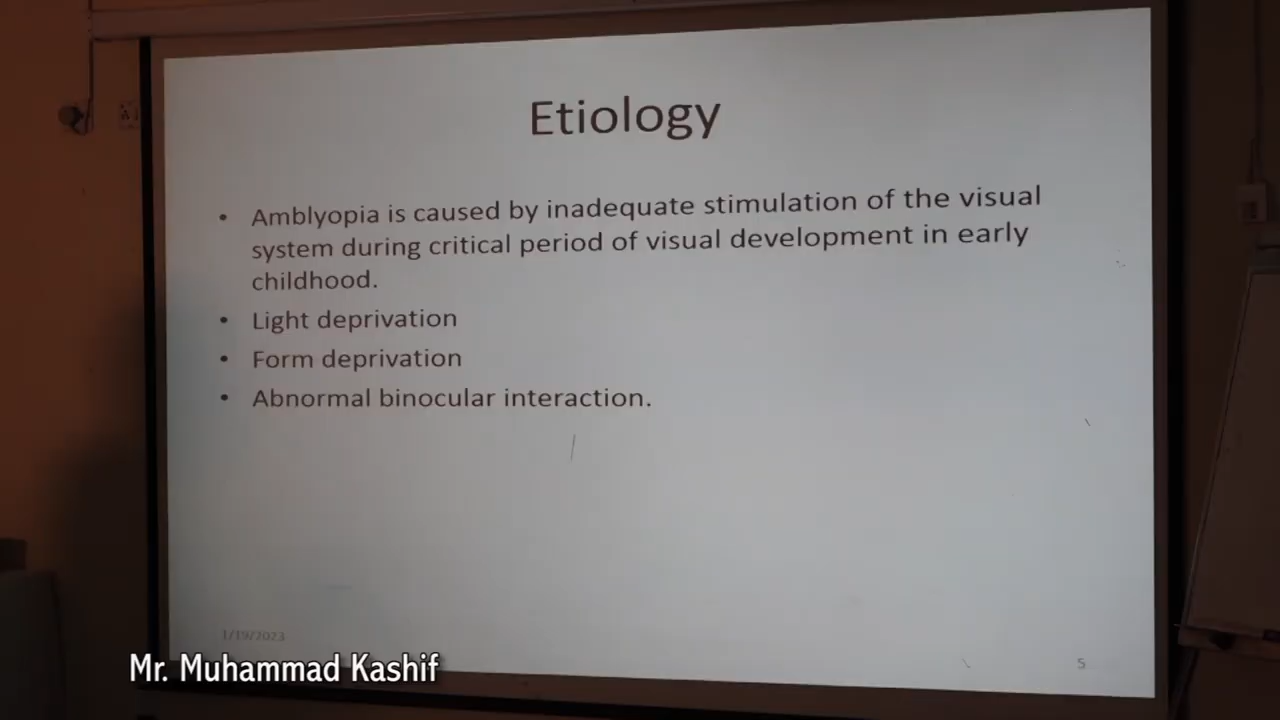 Etiology
• Amblyopia is caused by inadequate stimulation of the visual
system during critical period of visual development in early
childhood.
• Light deprivation
• Form deprivation
• Abnormal binocular interaction.
1/19/2023
Mr. Muhammad Kashif
5